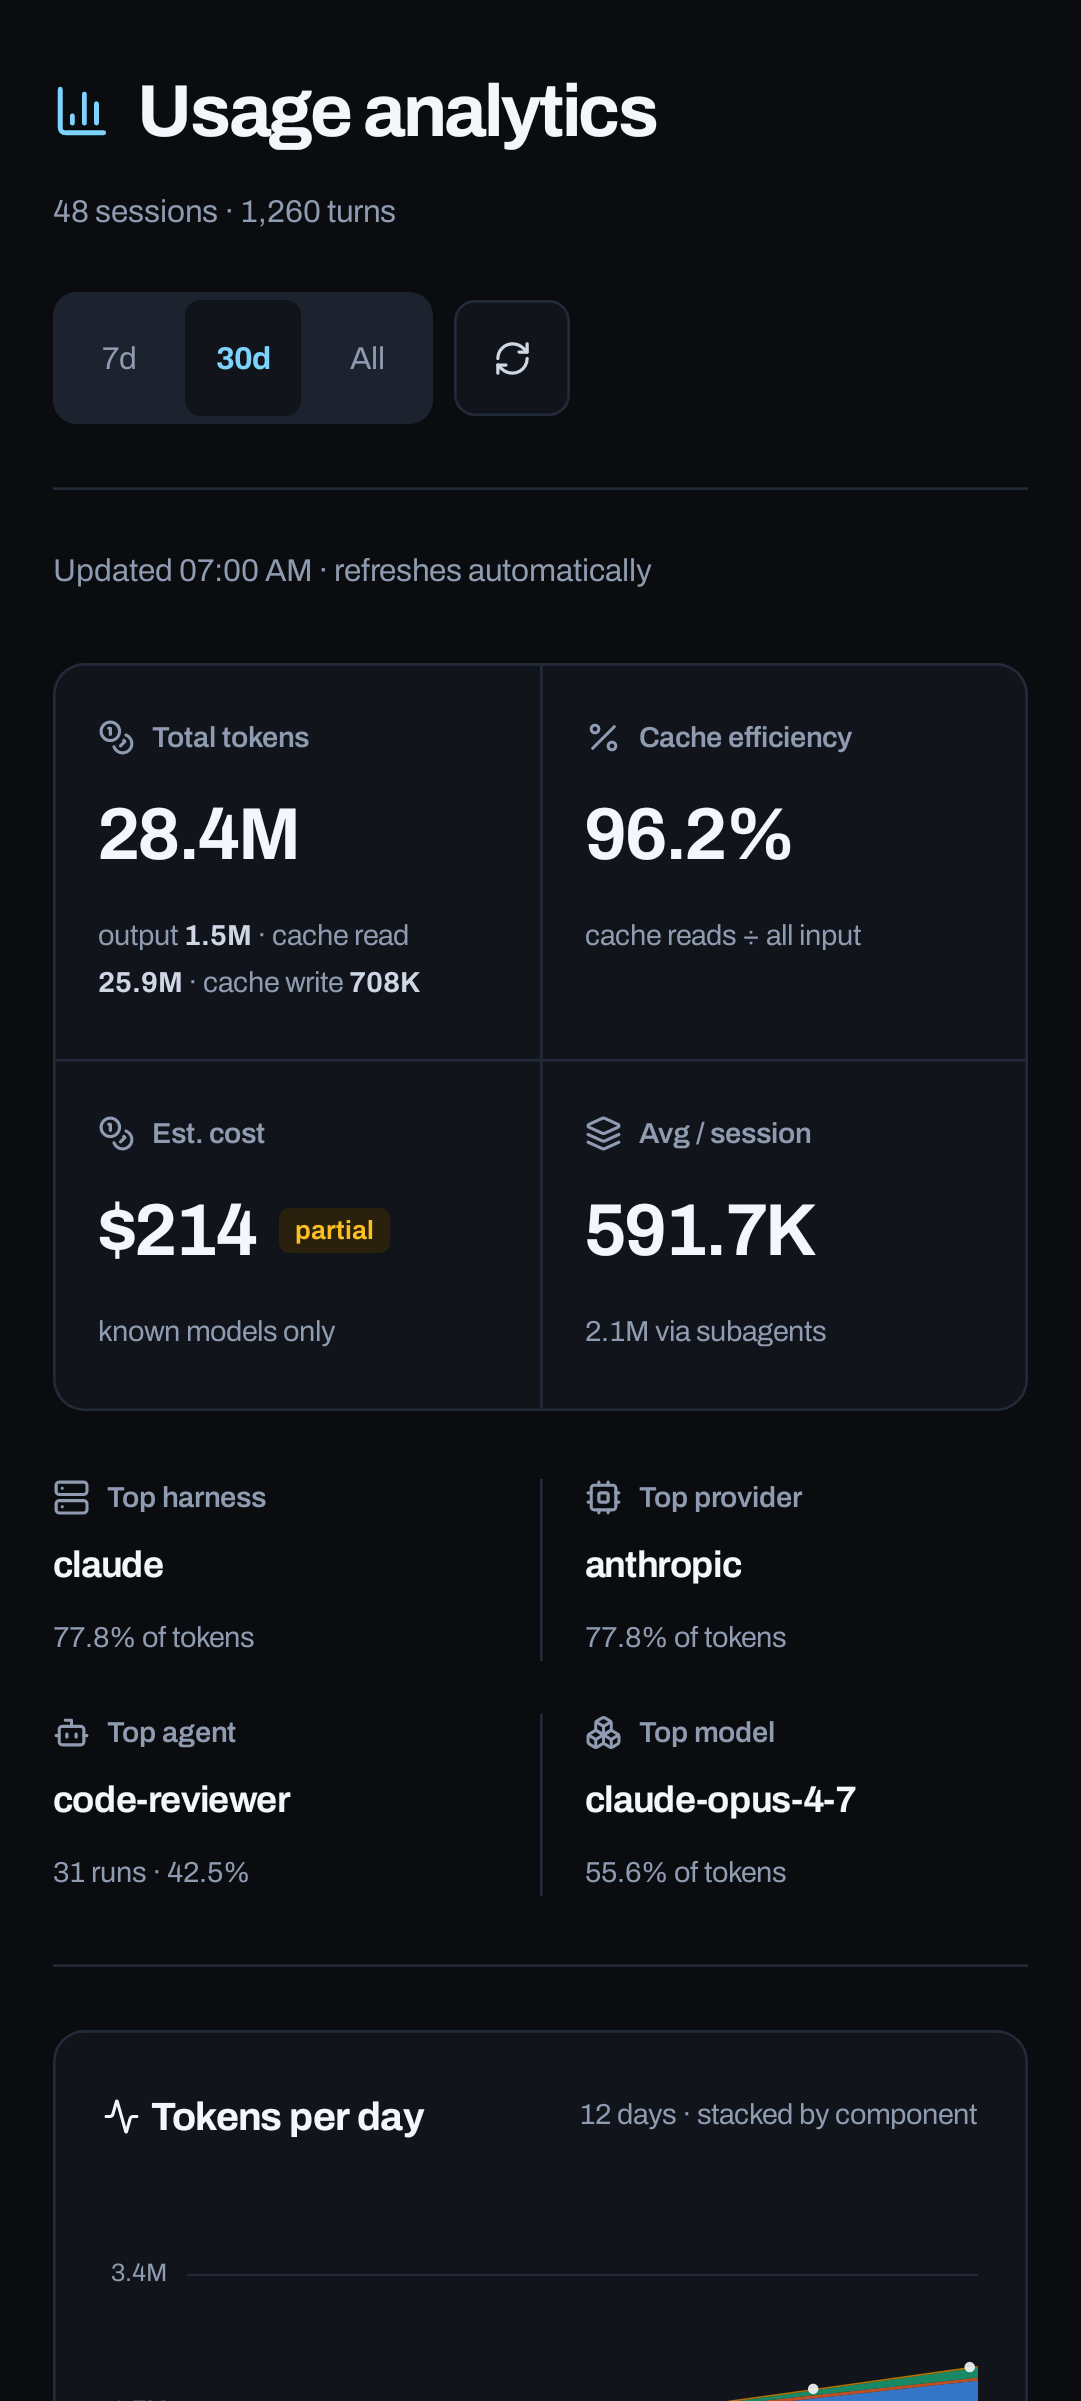 Usage analytics
48 sessions · 1,260 turns
7d 30d All
Updated 07:00 AM · refreshes automatically
Total tokens
28.4M
output 1.5M · cache read
25.9M · cache write 708K
Cache efficiency
96.2%
cache reads ÷ all input
Est. cost
$214 partial
known models only
Avg / session
591.7K
2.1M via subagents
Top harness
claude
77.8% of tokens
Top provider
anthropic
77.8% of tokens
Top agent
code-reviewer
31 runs · 42.5%
Top model
claude-opus-4-7
55.6% of tokens
Tokens per day
12 days · stacked by component
3.4M